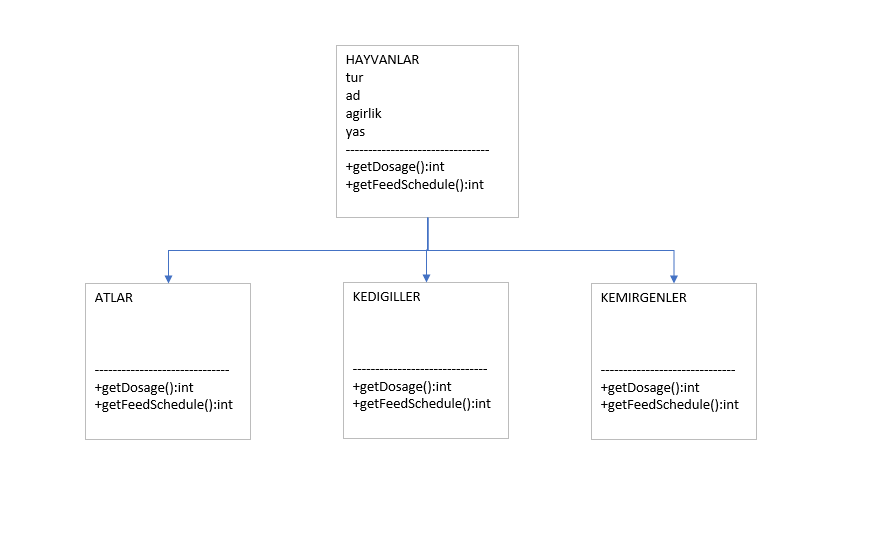 HAYVANLAR
tur
ad
agirlik
yas
--------------------------------
+getDosage():int
+getFeedSchedule():int
ATLAR
------------------------------
+getDosage():int
+getFeedSchedule():int
KEDIGILLER
------------------------------
+getDosage():int
+getFeedSchedule():int
KEMIRGENLER
------------------------------
+getDosage():int
+getFeedSchedule():int